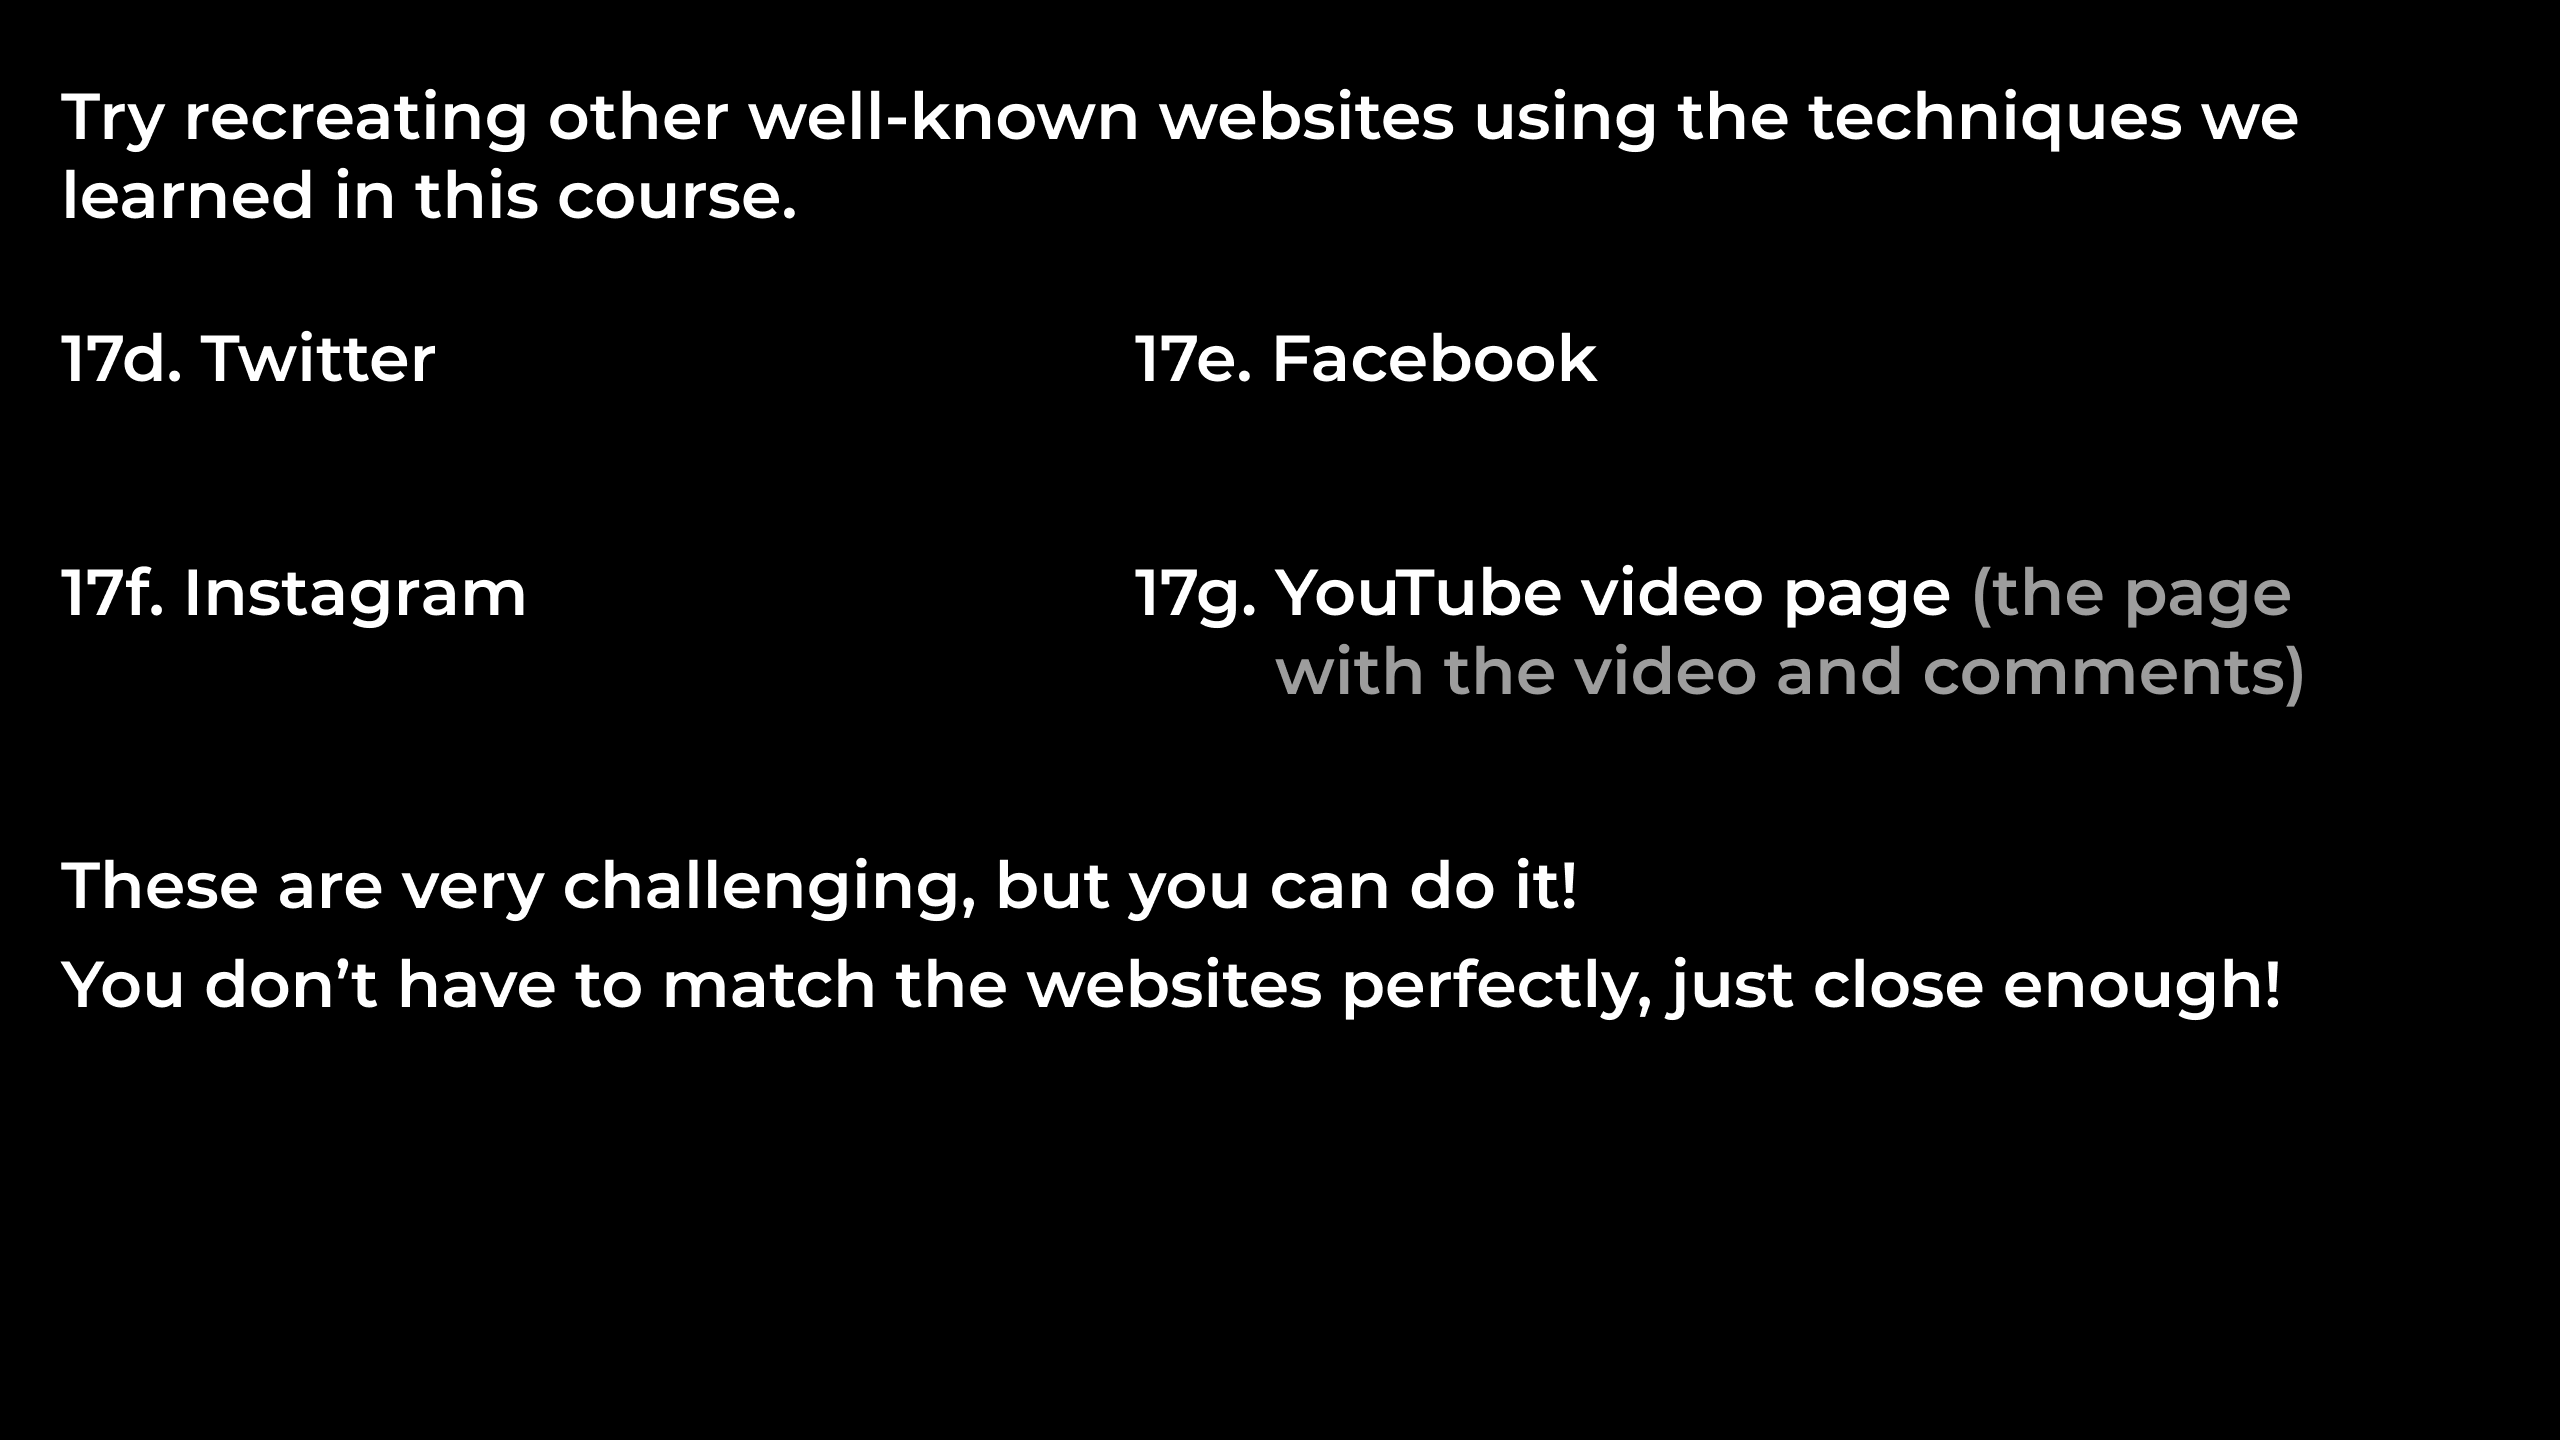 Try recreating other well-known websites using the techniques we
learned in this course.
17d. Twitter
17e. Facebook
17f. Instagram
17g. YouTube video page (the page
with the video and comments)
These are very challenging, but you can do it!
You don’t have to match the websites perfectly, just close enough!